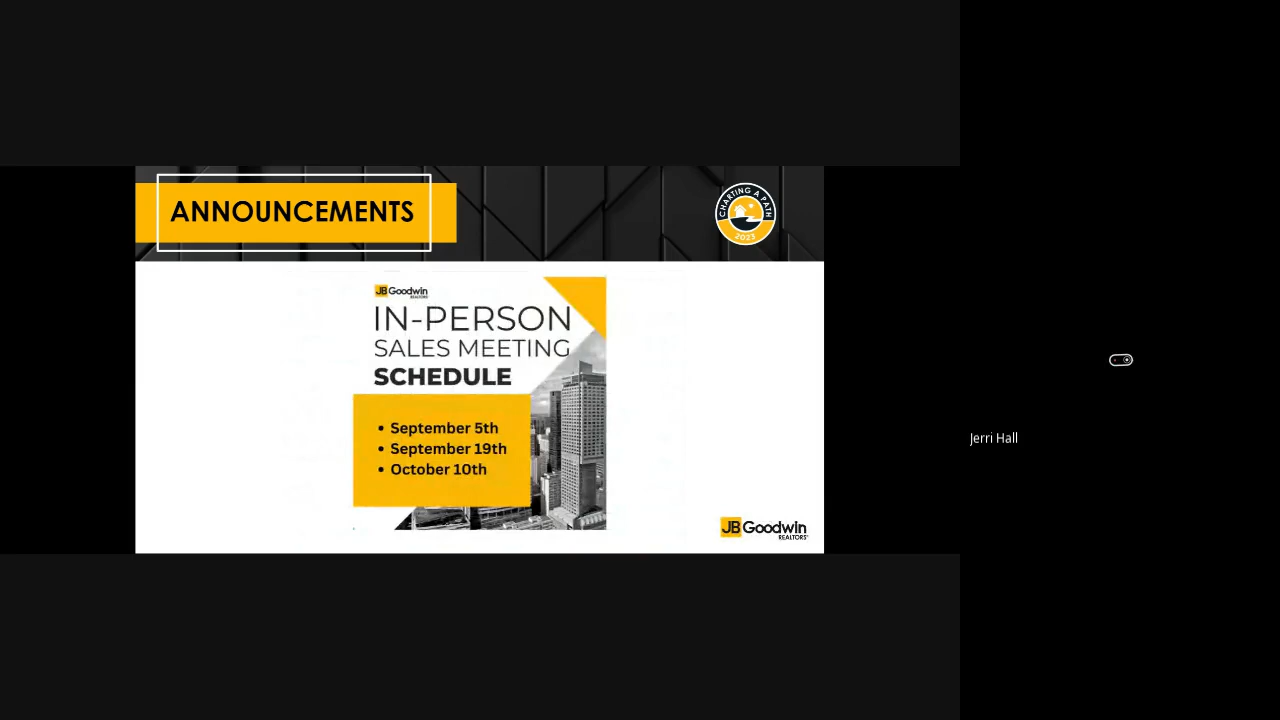 ANNOUNCEMENTS
CHARTING A PATH
2023
JB Goodwin
REALTORS
IN-PERSON
SALES MEETING
SCHEDULE
• September 5th
• September 19th
• October 10th
Jerri Hall
JB Goodwin
REALTORS®